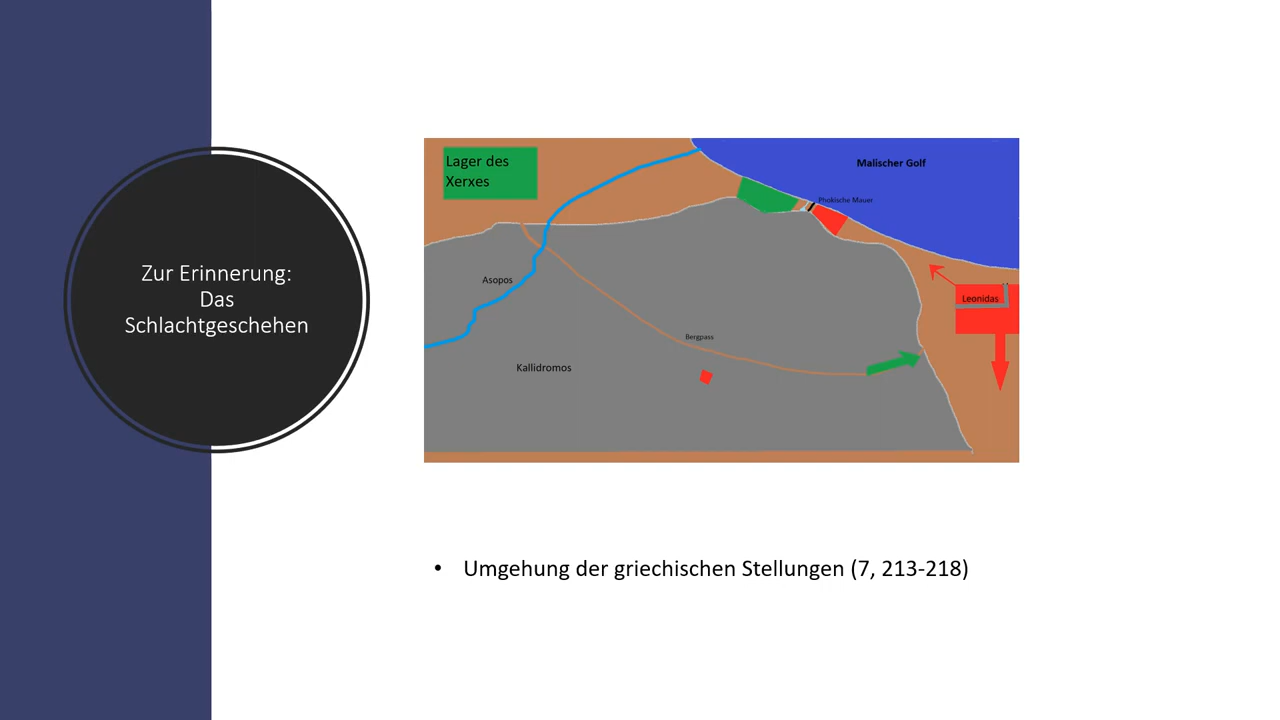 Zur Erinnerung:
Das
Schlachtgeschehen
Lager des
Xerxes
Malischer Golf
Phokische Mauer
Asopos
Leonidas
Bergpass
Kallidromos
• Umgehung der griechischen Stellungen (7, 213-218)